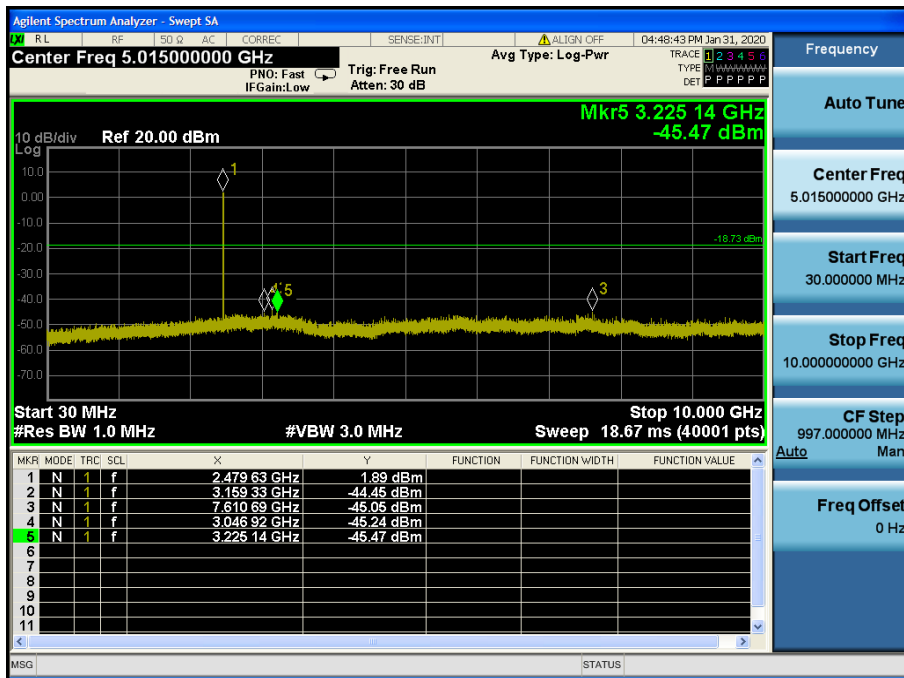 Agilent Spectrum Analyzer - Swept SA
LXI RL RF 50 Ω AC CORREC SENSE:INT ALIGN OFF 04:48:43 PM Jan 31, 2020
Center Freq 5.015000000 GHz
PNO: Fast
IFGain:Low
Trig: Free Run
Atten: 30 dB
Avg Type: Log-Pwr
TRACE 1 2 3 4 5 6
TYPE M W W W W W
DET P P P P P P
Mkr5 3.225 14 GHz
-45.47 dBm
10 dB/div Ref 20.00 dBm
Log
10.0
0.00
-10.0
-20.0
-30.0
-40.0
-50.0
-60.0
-70.0
1
-18.73 dBm
5
3
Start 30 MHz
Stop 10.000 GHz
#Res BW 1.0 MHz #VBW 3.0 MHz Sweep 18.67 ms (40001 pts)
MKR MODE TRC SCL X Y FUNCTION FUNCTION WIDTH FUNCTION VALUE
1 N 1 f 2.479 63 GHz 1.89 dBm
2 N 1 f 3.159 33 GHz -44.45 dBm
3 N 1 f 7.610 69 GHz -45.05 dBm
4 N 1 f 3.046 92 GHz -45.24 dBm
5 N 1 f 3.225 14 GHz -45.47 dBm
6
7
8
9
10
11
MSG STATUS
Frequency
Auto Tune
Center Freq
5.015000000 GHz
Start Freq
30.000000 MHz
Stop Freq
10.000000000 GHz
CF Step
997.000000 MHz
Auto Man
Freq Offset
0 Hz